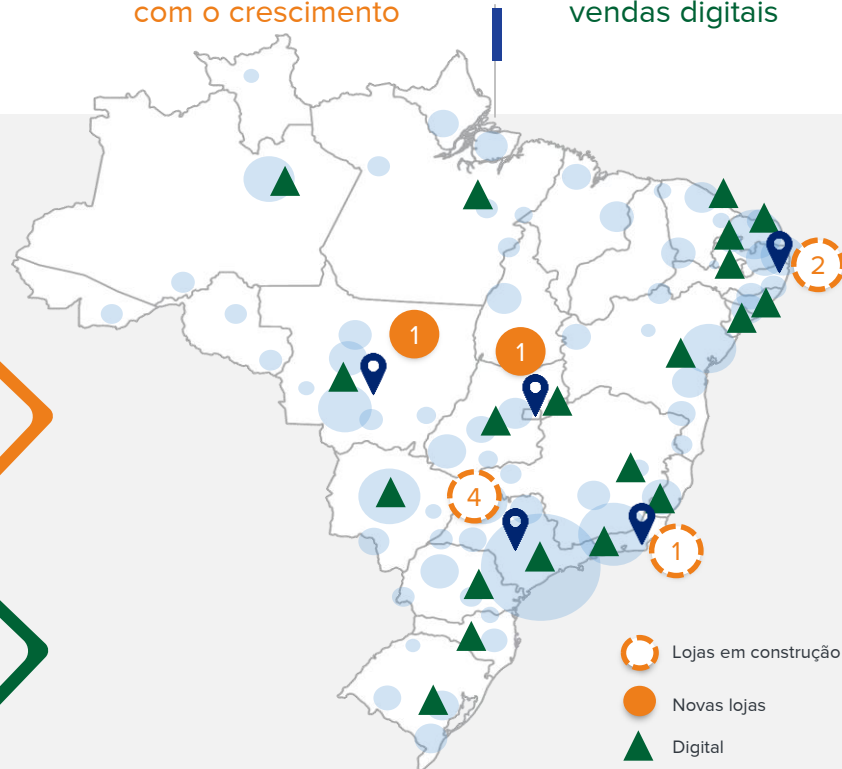 com o crescimento
vendas digitais
2
1
1
4
1
Lojas em construção
Novas lojas
Digital